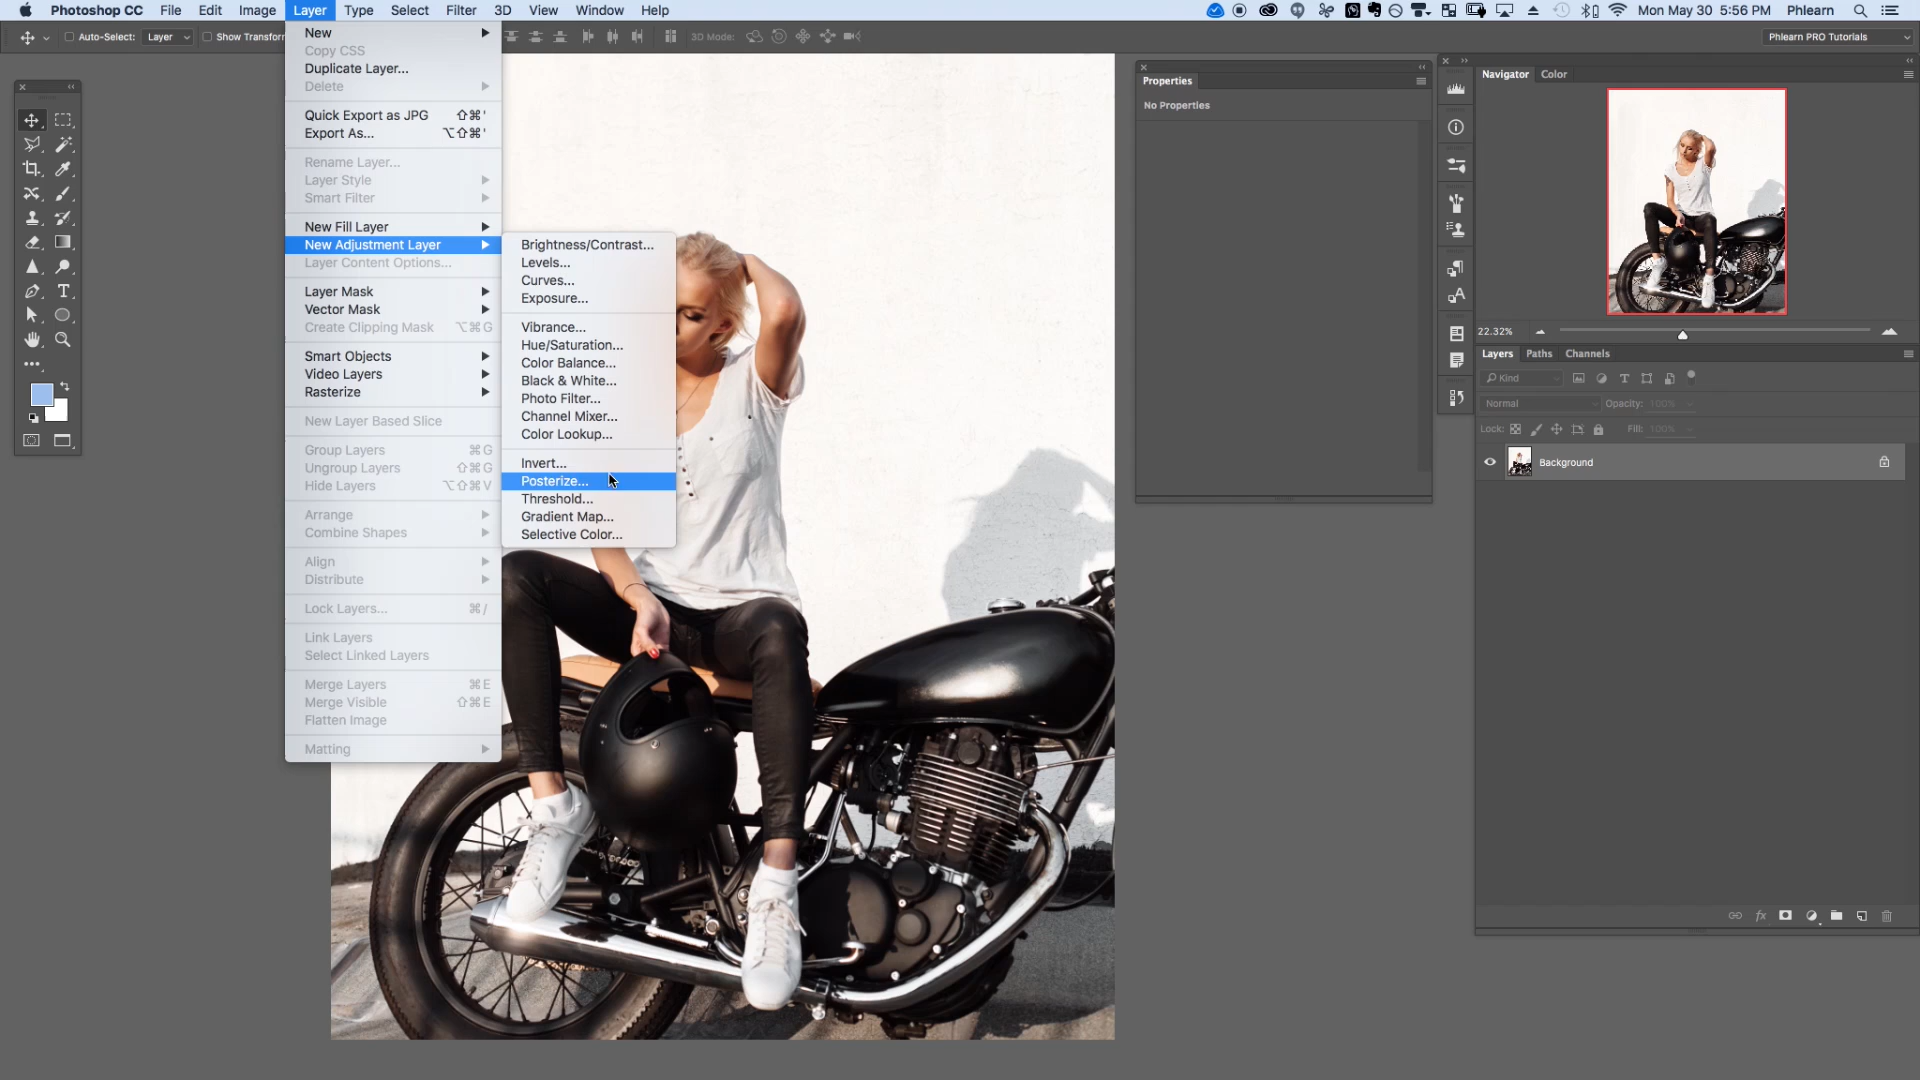 Photoshop CC File Edit Image Layer Type Select Filter 3D View Window Help Mon May 30 5:56 PM Phlearn
Auto-Select: Layer Show Transform 3D Mode: Phlearn PRO Tutorials
New
Copy CSS
Duplicate Layer...
Delete
Quick Export as JPG ⇧⌘'
Export As... ⌥⇧⌘'
Rename Layer...
Layer Style
Smart Filter
New Fill Layer
New Adjustment Layer
Layer Content Options...
Layer Mask
Vector Mask
Create Clipping Mask ⌥⌘G
Smart Objects
Video Layers
Rasterize
New Layer Based Slice
Group Layers ⌘G
Ungroup Layers ⇧⌘G
Hide Layers ⌥⇧⌘V
Arrange
Combine Shapes
Align
Distribute
Lock Layers... ⌘/
Link Layers
Select Linked Layers
Merge Layers ⌘E
Merge Visible ⇧⌘E
Flatten Image
Matting
Brightness/Contrast...
Levels...
Curves...
Exposure...
Vibrance...
Hue/Saturation...
Color Balance...
Black & White...
Photo Filter...
Channel Mixer...
Color Lookup...
Invert...
Posterize...
Threshold...
Gradient Map...
Selective Color...
Properties
No Properties
Navigator Color
22.32%
Layers Paths Channels
Kind
Normal Opacity: 100%
Lock: Fill: 100%
Background
fx